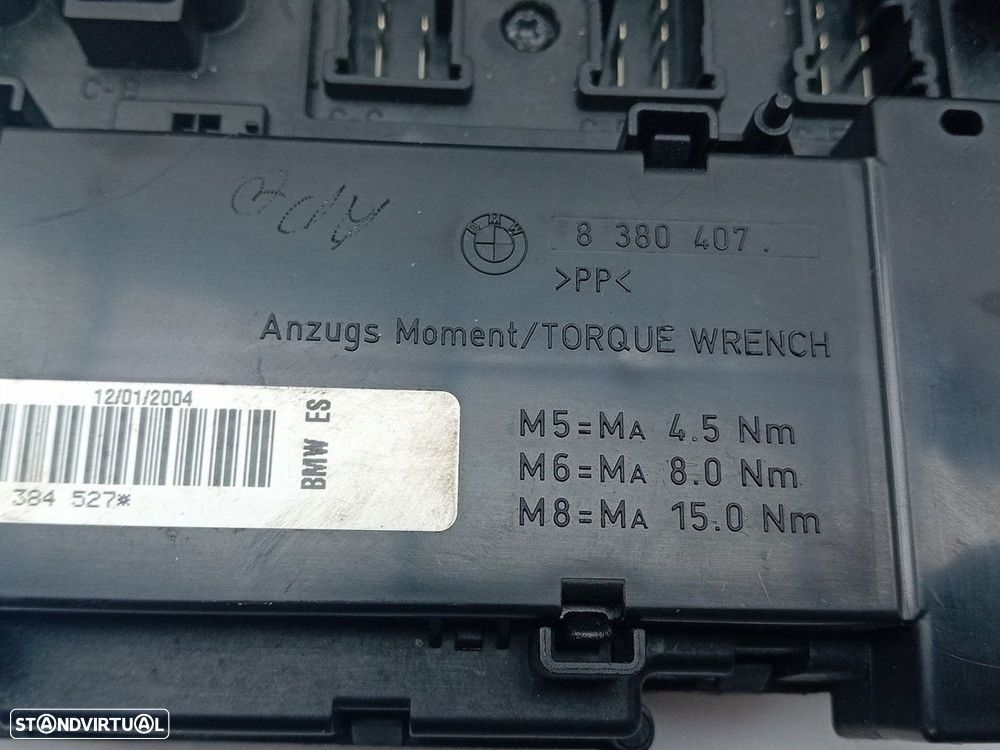 BMW
8 380 407 .
>PP<
Anzugs Moment/TORQUE WRENCH
12/01/2004
BMW ES
384 527*
M5=MA 4.5 Nm
M6=MA 8.0 Nm
M8=MA 15.0 Nm
STANDVIRTUAL